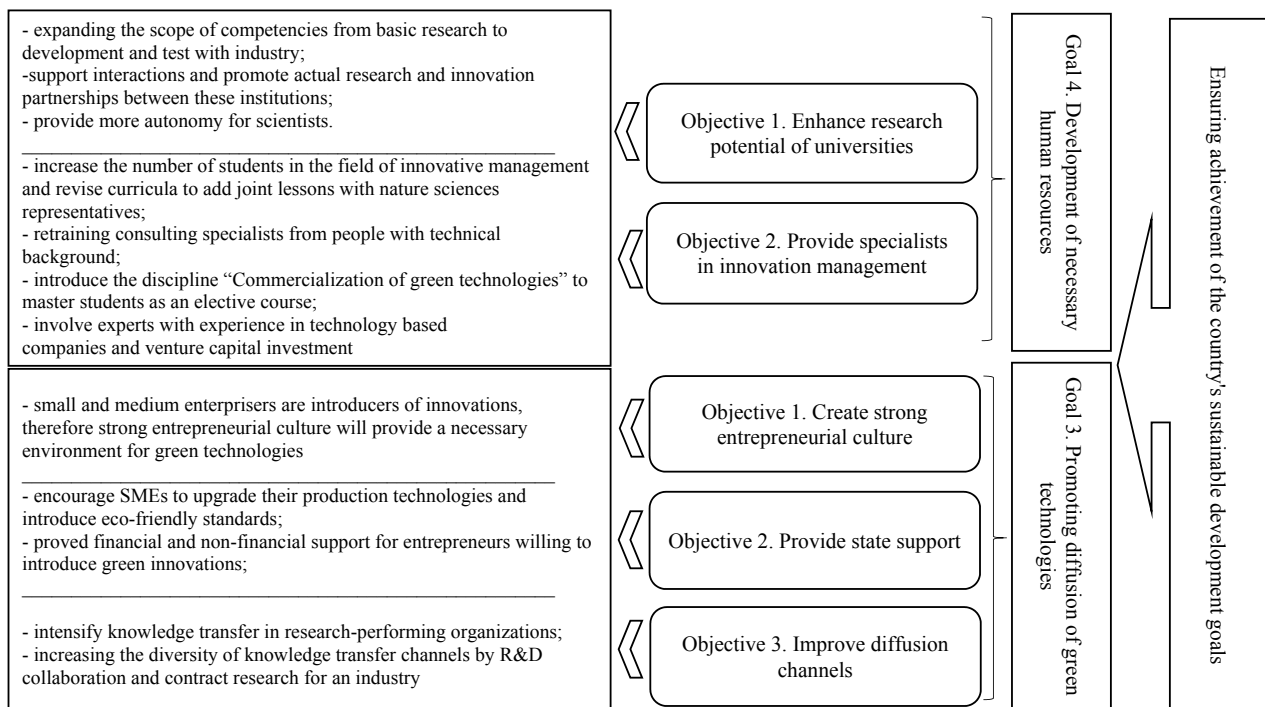 - expanding the scope of competencies from basic research to
development and test with industry;
-support interactions and promote actual research and innovation
partnerships between these institutions;
- provide more autonomy for scientists.
- increase the number of students in the field of innovative management
and revise curricula to add joint lessons with nature sciences
representatives;
- retraining consulting specialists from people with technical
background;
- introduce the discipline “Commercialization of green technologies” to
master students as an elective course;
- involve experts with experience in technology based
companies and venture capital investment
Objective 1. Enhance research
potential of universities
Objective 2. Provide specialists
in innovation management
Goal 4. Development of necessary
human resources
- small and medium enterprisers are introducers of innovations,
therefore strong entrepreneurial culture will provide a necessary
environment for green technologies
- encourage SMEs to upgrade their production technologies and
introduce eco-friendly standards;
- proved financial and non-financial support for entrepreneurs willing to
introduce green innovations;
- intensify knowledge transfer in research-performing organizations;
- increasing the diversity of knowledge transfer channels by R&D
collaboration and contract research for an industry
Objective 1. Create strong
entrepreneurial culture
Objective 2. Provide state support
Objective 3. Improve diffusion
channels
Goal 3. Promoting diffusion of green
technologies
Ensuring achievement of the country's sustainable development
goals